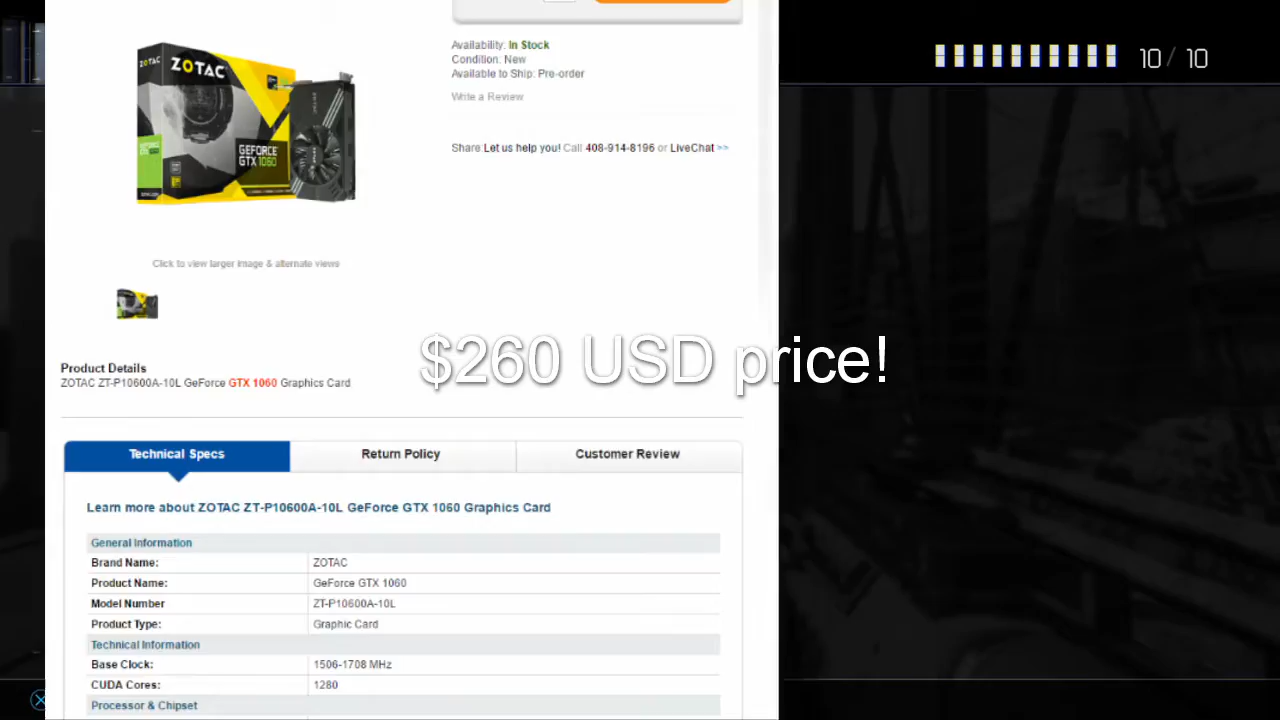 10 / 10
Availability: In Stock
Condition: New
Available to Ship: Pre-order
Write a Review
Share Let us help you! Call 408-914-8196 or LiveChat >>
ZOTAC
ZOTAC
GEFORCE
GTX 1060
Click to view larger image & alternate views
$260 USD price!
Product Details
ZOTAC ZT-P10600A-10L GeForce GTX 1060 Graphics Card
Technical Specs
Return Policy
Customer Review
Learn more about ZOTAC ZT-P10600A-10L GeForce GTX 1060 Graphics Card
General Information
Brand Name: ZOTAC
Product Name: GeForce GTX 1060
Model Number ZT-P10600A-10L
Product Type: Graphic Card
Technical Information
Base Clock: 1506-1708 MHz
CUDA Cores: 1280
Processor & Chipset